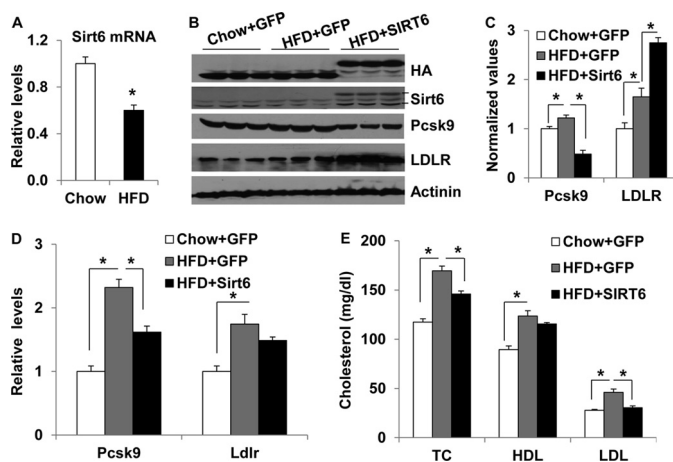 A
Sirt6 mRNA
Relative levels
1.2
0.8
0.4
0.0
*
Chow HFD
B
Chow+GFP HFD+GFP HFD+SIRT6
HA
Sirt6
Pcsk9
LDLR
Actinin
C
Chow+GFP
HFD+GFP
HFD+Sirt6
Normalized values
3
2
1
0
* * * *
Pcsk9 LDLR
D
Chow+GFP
HFD+GFP
HFD+Sirt6
Relative levels
3
2
1
0
* * *
Pcsk9 Ldlr
E
Chow+GFP
HFD+GFP
HFD+SIRT6
Cholesterol (mg/dl)
200
150
100
50
0
* * * * *
TC HDL LDL